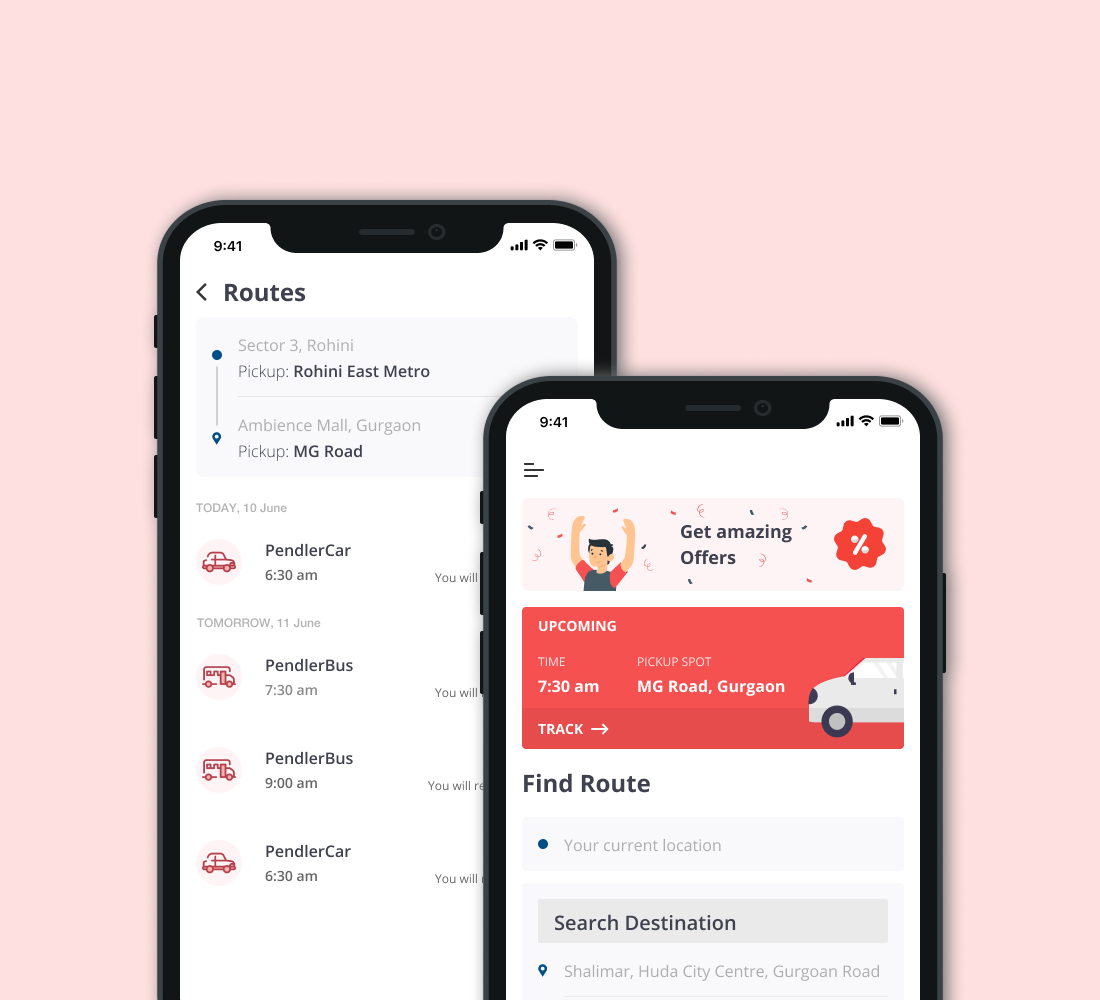 9:41
Routes
Sector 3, Rohini
Pickup: Rohini East Metro
Ambience Mall, Gurgaon
Pickup: MG Road
TODAY, 10 June
PendlerCar
6:30 am
You will
TOMORROW, 11 June
PendlerBus
7:30 am
You will
PendlerBus
9:00 am
You will re
PendlerCar
6:30 am
You will
9:41
Get amazing
Offers
%
UPCOMING
TIME PICKUP SPOT
7:30 am MG Road, Gurgaon
TRACK →
Find Route
Your current location
Search Destination
Shalimar, Huda City Centre, Gurgoan Road